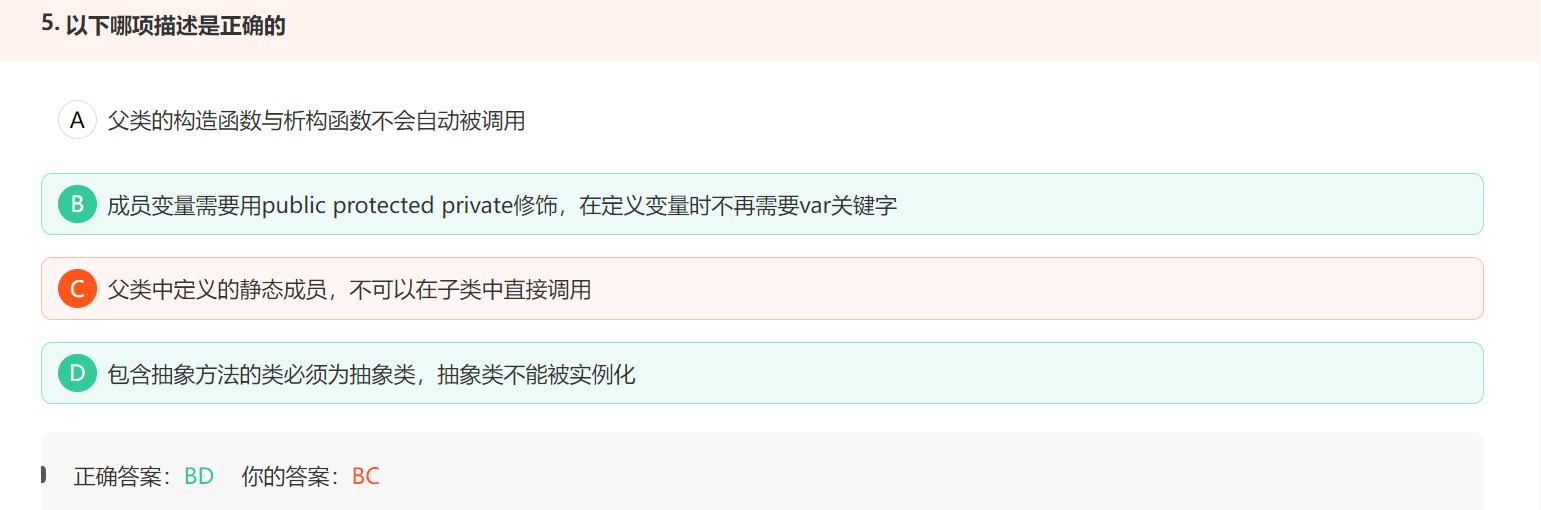 5. 以下哪项描述是正确的
A 父类的构造函数与析构函数不会自动被调用
B 成员变量需要用public protected private修饰，在定义变量时不再需要var关键字
C 父类中定义的静态成员，不可以在子类中直接调用
D 包含抽象方法的类必须为抽象类，抽象类不能被实例化
正确答案：BD 你的答案：BC